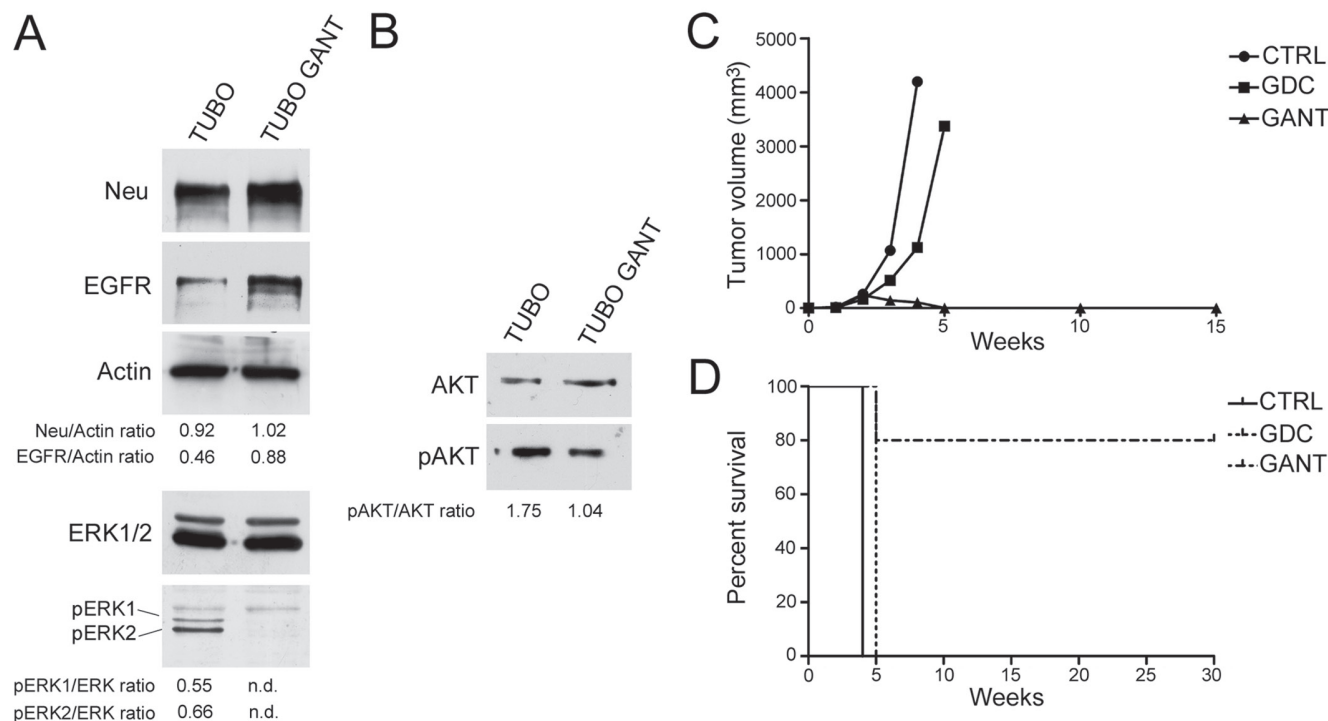 A
TUBO
TUBO GANT
Neu
EGFR
Actin
Neu/Actin ratio 0.92 1.02
EGFR/Actin ratio 0.46 0.88
ERK1/2
pERK1
pERK2
pERK1/ERK ratio 0.55 n.d.
pERK2/ERK ratio 0.66 n.d.
B
TUBO
TUBO GANT
AKT
pAKT
pAKT/AKT ratio 1.75 1.04
C
Tumor volume (mm³)
5000
4000
3000
2000
1000
0
0 5 10 15
Weeks
CTRL
GDC
GANT
D
Percent survival
100
80
60
40
20
0
0 5 10 15 20 25 30
Weeks
CTRL
GDC
GANT